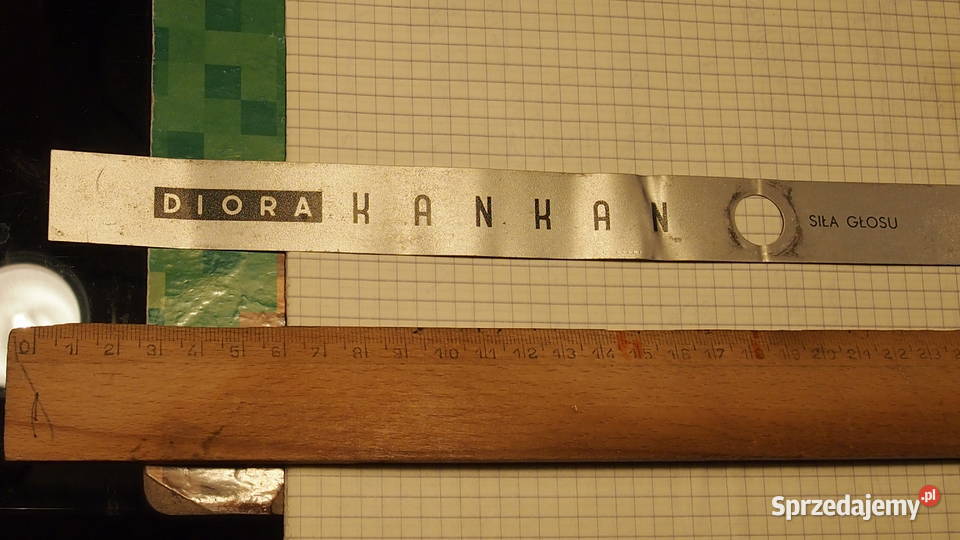 DIORA KANKAN SIŁA GŁOSU
0 1 2 3 4 5 6 7 8 9 10 11 12 13 14 15 16 17 18 19 20 21 22 23
Sprzedajemy.pl